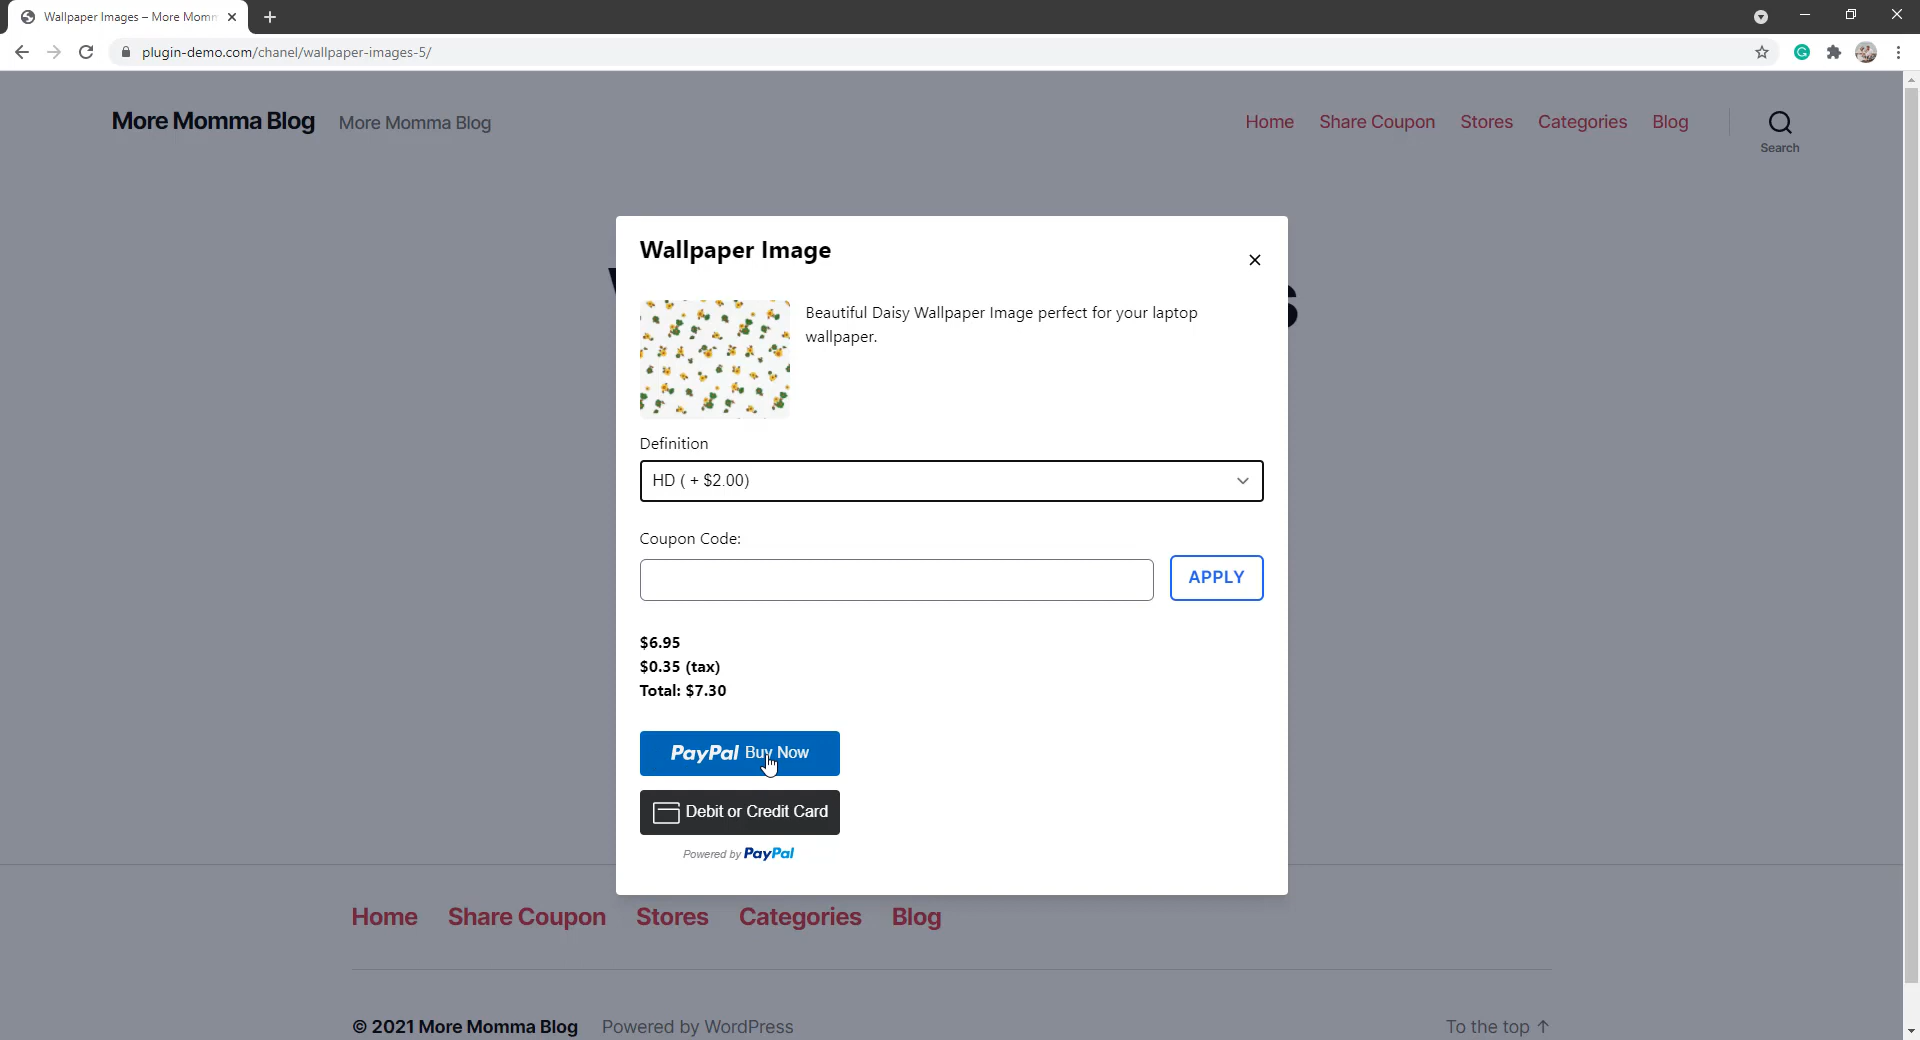 Wallpaper Images – More Momm
plugin-demo.com/chanel/wallpaper-images-5/
More Momma Blog
More Momma Blog
Home
Share Coupon
Stores
Categories
Blog
Search
Wallpaper Image
Beautiful Daisy Wallpaper Image perfect for your laptop
wallpaper.
Definition
HD ( + $2.00)
Coupon Code:
APPLY
$6.95
$0.35 (tax)
Total: $7.30
PayPal Buy Now
Debit or Credit Card
Powered by PayPal
Home
Share Coupon
Stores
Categories
Blog
© 2021 More Momma Blog
Powered by WordPress
To the top ↑